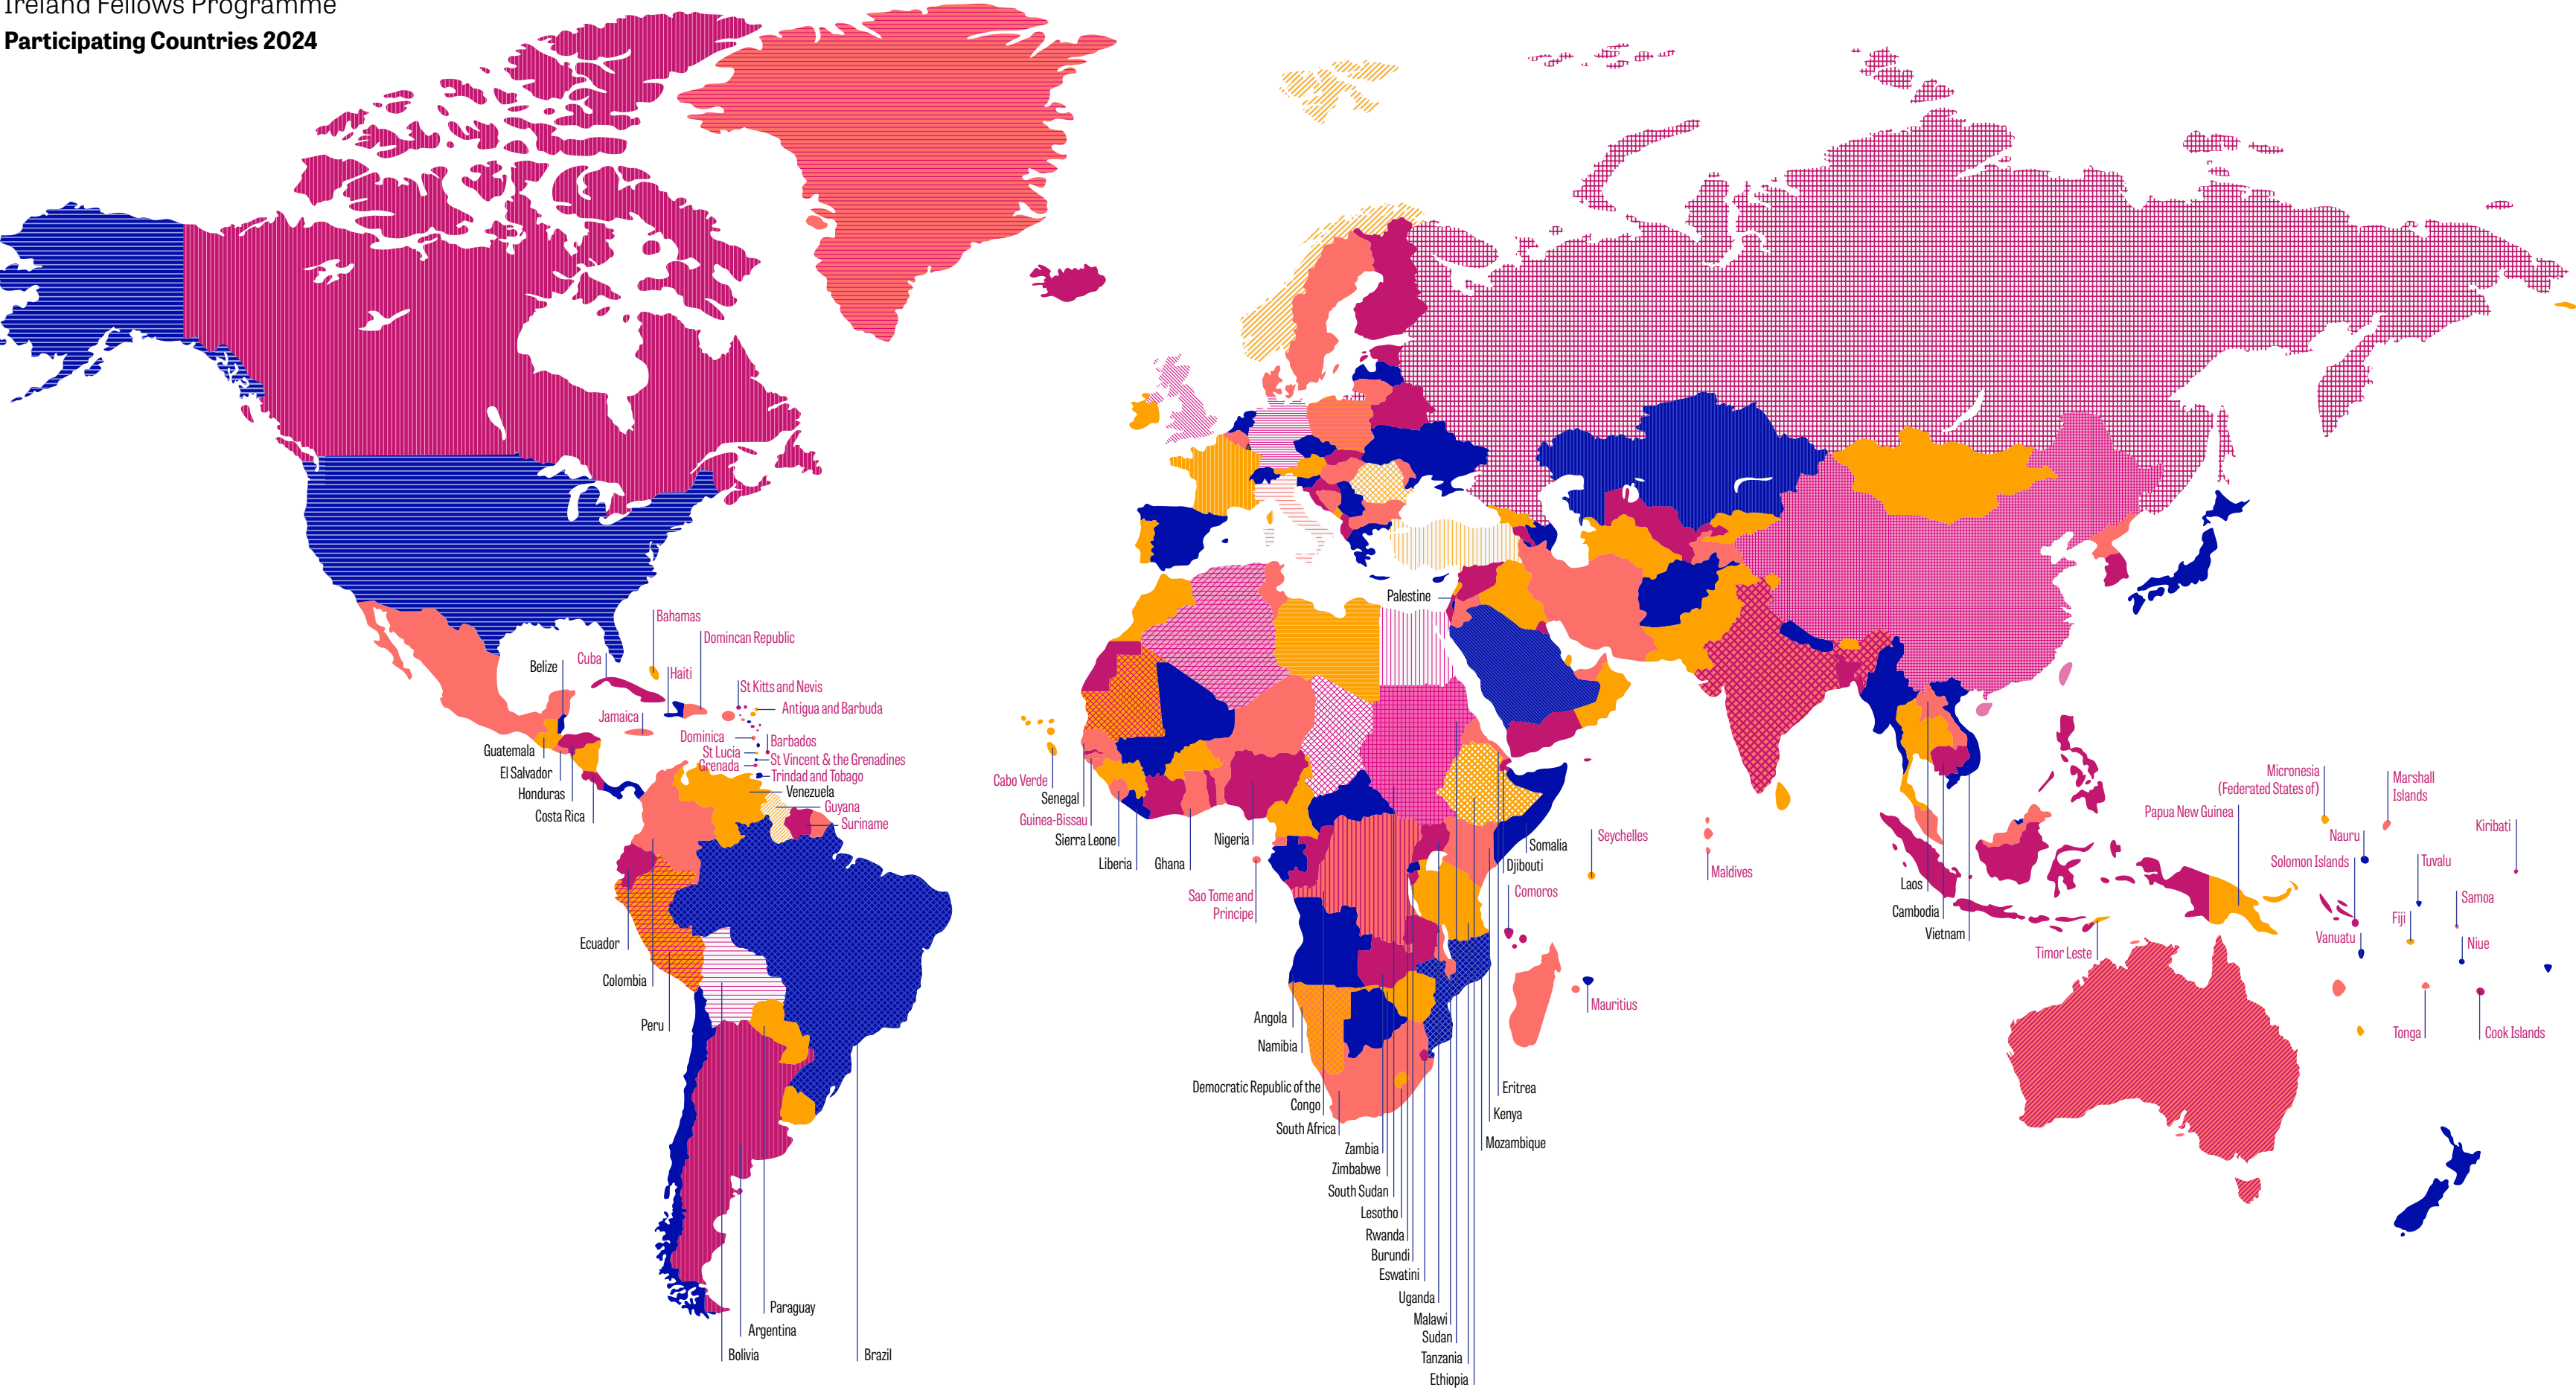 Ireland Fellows Programme
Participating Countries 2024
Bahamas
Domincan Republic
Belize
Cuba
Haiti
St Kitts and Nevis
Antigua and Barbuda
Jamaica
Dominica
Barbados
St Lucia
St Vincent & the Grenadines
Grenada
Trindad and Tobago
Guatemala
El Salvador
Honduras
Costa Rica
Venezuela
Guyana
Suriname
Ecuador
Colombia
Peru
Paraguay
Argentina
Bolivia
Brazil
Palestine
Cabo Verde
Senegal
Guinea-Bissau
Sierra Leone
Liberia
Ghana
Nigeria
Sao Tome and
Principe
Somalia
Djibouti
Seychelles
Comoros
Maldives
Mauritius
Angola
Namibia
Democratic Republic of the
Congo
South Africa
Zambia
Zimbabwe
South Sudan
Lesotho
Rwanda
Burundi
Eswatini
Uganda
Malawi
Sudan
Tanzania
Ethiopia
Eritrea
Kenya
Mozambique
Laos
Cambodia
Vietnam
Timor Leste
Papua New Guinea
Micronesia
(Federated States of)
Marshall
Islands
Nauru
Kiribati
Solomon Islands
Tuvalu
Samoa
Fiji
Vanuatu
Niue
Tonga
Cook Islands